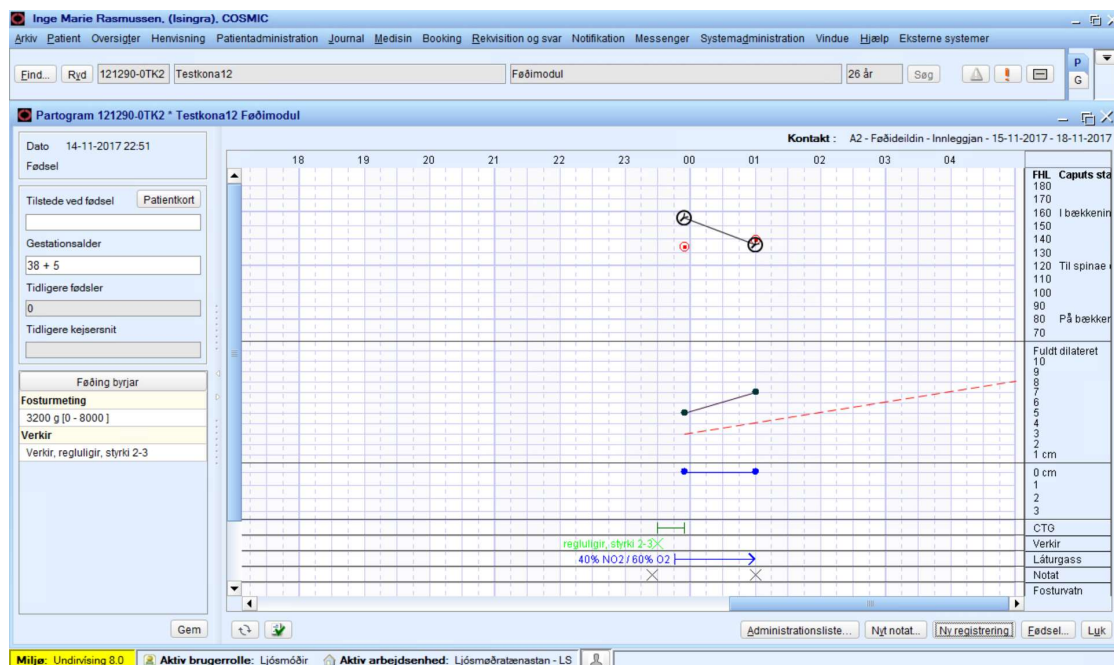 Inge Marie Rasmussen, (Isingra), COSMIC
Arkiv Patient Oversigter Henvisning Patientadministration Journal Medisin Booking Rekvisition og svar Notifikation Messenger Systemadministration Vindue Hjælp Eksterne systemer
Find... Ryd 121290-0TK2 Testkona12 Føðimodul 26 år Søg P
G
Partogram 121290-0TK2 * Testkona12 Føðimodul
Kontakt : A2 - Føðideildin - Innleggjan - 15-11-2017 - 18-11-2017
Dato 14-11-2017 22:51
Fødsel
Tilstede ved fødsel Patientkort
Gestationsalder
38 + 5
Tidligere fødsler
0
Tidligere kejsersnit
Føðing byrjar
Fosturmeting
3200 g [0 - 8000 ]
Verkir
Verkir, regluligir, styrki 2-3
Gem
18 19 20 21 22 23 00 01 02 03 04
FHL Caputs sta
180
170
160 I bækkenin
150
140
130
120 Til spinae
110
100
90
80 På bækker
70
Fuldt dilateret
10
9
8
7
6
5
4
3
2
1 cm
0 cm
1
2
3
CTG
regluligir, styrki 2-3 Verkir
40% NO2 / 60% O2 Láturgass
Notat
Fosturvatn
Administrationsliste... Nyt notat... Ny registrering Fødsel... Luk
Miljø: Undirvísing 8.0 Aktiv brugerrolle: Ljósmóðir Aktiv arbejdsenhed: Ljósmøðratænastan - LS